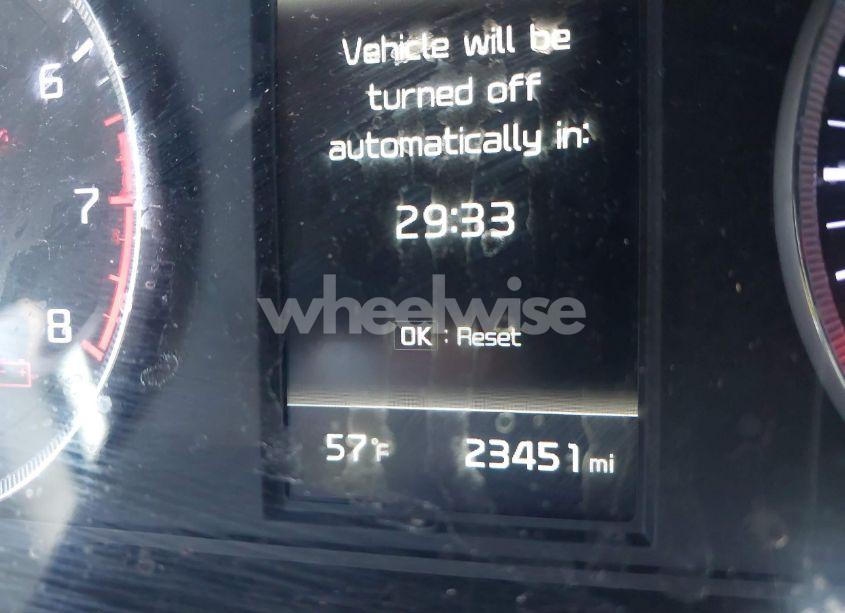 6
7
8
Vehicle will be
turned off
automatically in:
29:33
wheelwise
OK : Reset
57°F 23451 mi